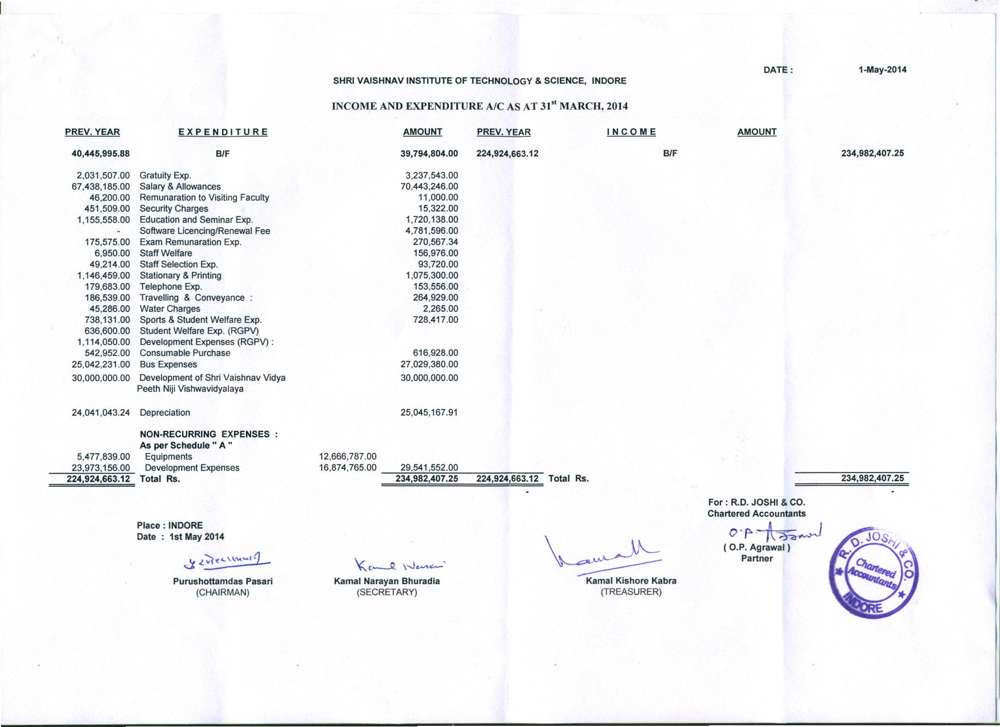 DATE : 1-May-2014
SHRI VAISHNAV INSTITUTE OF TECHNOLOGY & SCIENCE, INDORE
INCOME AND EXPENDITURE A/C AS AT 31st MARCH, 2014
PREV. YEAR EXPENDITURE AMOUNT PREV. YEAR INCOME AMOUNT
40,445,995.88 B/F 39,794,804.00 224,924,663.12 B/F 234,982,407.25
2,031,507.00 Gratuity Exp. 3,237,543.00
67,438,185.00 Salary & Allowances 70,443,246.00
46,200.00 Remunaration to Visiting Faculty 11,000.00
451,509.00 Security Charges 15,322.00
1,155,558.00 Education and Seminar Exp. 1,720,138.00
- Software Licencing/Renewal Fee 4,781,596.00
175,575.00 Exam Remunaration Exp. 270,567.34
6,950.00 Staff Welfare 156,976.00
49,214.00 Staff Selection Exp. 93,720.00
1,146,459.00 Stationary & Printing 1,075,300.00
179,683.00 Telephone Exp. 153,556.00
186,539.00 Travelling & Conveyance : 264,929.00
45,286.00 Water Charges 2,265.00
738,131.00 Sports & Student Welfare Exp. 728,417.00
636,600.00 Student Welfare Exp. (RGPV)
1,114,050.00 Development Expenses (RGPV) :
542,952.00 Consumable Purchase 616,928.00
25,042,231.00 Bus Expenses 27,029,380.00
30,000,000.00 Development of Shri Vaishnav Vidya 30,000,000.00
Peeth Niji Vishwavidyalaya
24,041,043.24 Depreciation 25,045,167.91
NON-RECURRING EXPENSES :
As per Schedule " A "
5,477,839.00 Equipments 12,666,787.00
23,973,156.00 Development Expenses 16,874,765.00 29,541,552.00
224,924,663.12 Total Rs. 234,982,407.25 224,924,663.12 Total Rs. 234,982,407.25
- -
For : R.D. JOSHI & CO.
Chartered Accountants
Place : INDORE
Date : 1st May 2014
( O.P. Agrawal )
Partner
Purushottamdas Pasari Kamal Narayan Bhuradia Kamal Kishore Kabra
(CHAIRMAN) (SECRETARY) (TREASURER)
R. D. JOSHI & CO.
Chartered
Accountants
INDORE